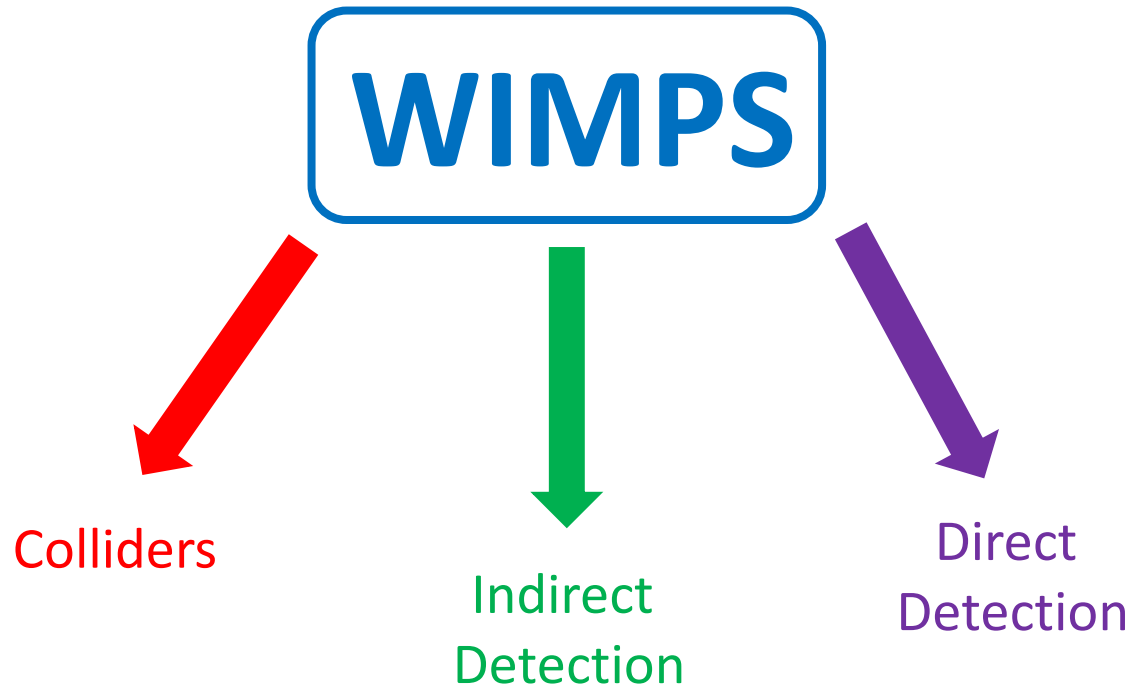 WIMPS
Colliders
Indirect
Detection
Direct
Detection